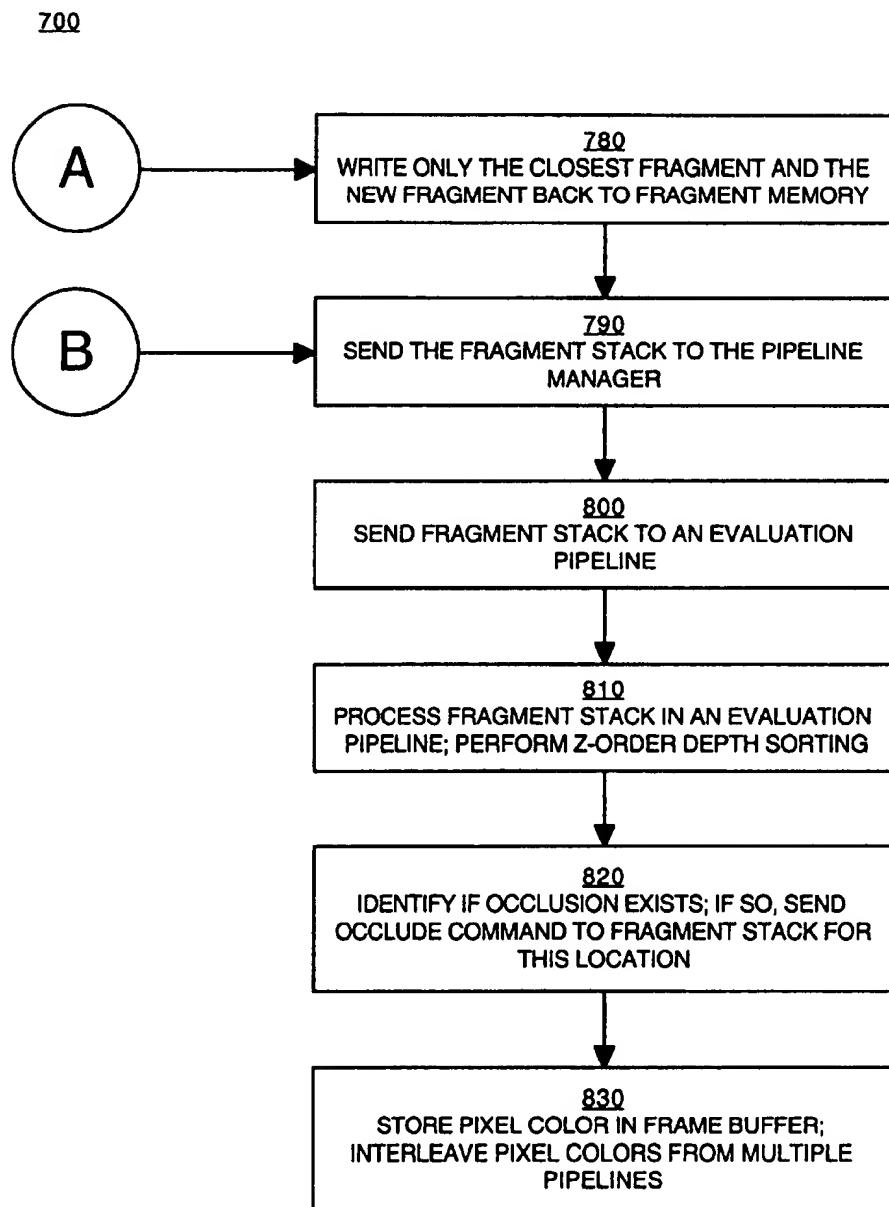 700
A
780
WRITE ONLY THE CLOSEST FRAGMENT AND THE
NEW FRAGMENT BACK TO FRAGMENT MEMORY
B
790
SEND THE FRAGMENT STACK TO THE PIPELINE
MANAGER
800
SEND FRAGMENT STACK TO AN EVALUATION
PIPELINE
810
PROCESS FRAGMENT STACK IN AN EVALUATION
PIPELINE; PERFORM Z-ORDER DEPTH SORTING
820
IDENTIFY IF OCCLUSION EXISTS; IF SO, SEND
OCCLUDE COMMAND TO FRAGMENT STACK FOR
THIS LOCATION
830
STORE PIXEL COLOR IN FRAME BUFFER;
INTERLEAVE PIXEL COLORS FROM MULTIPLE
PIPELINES